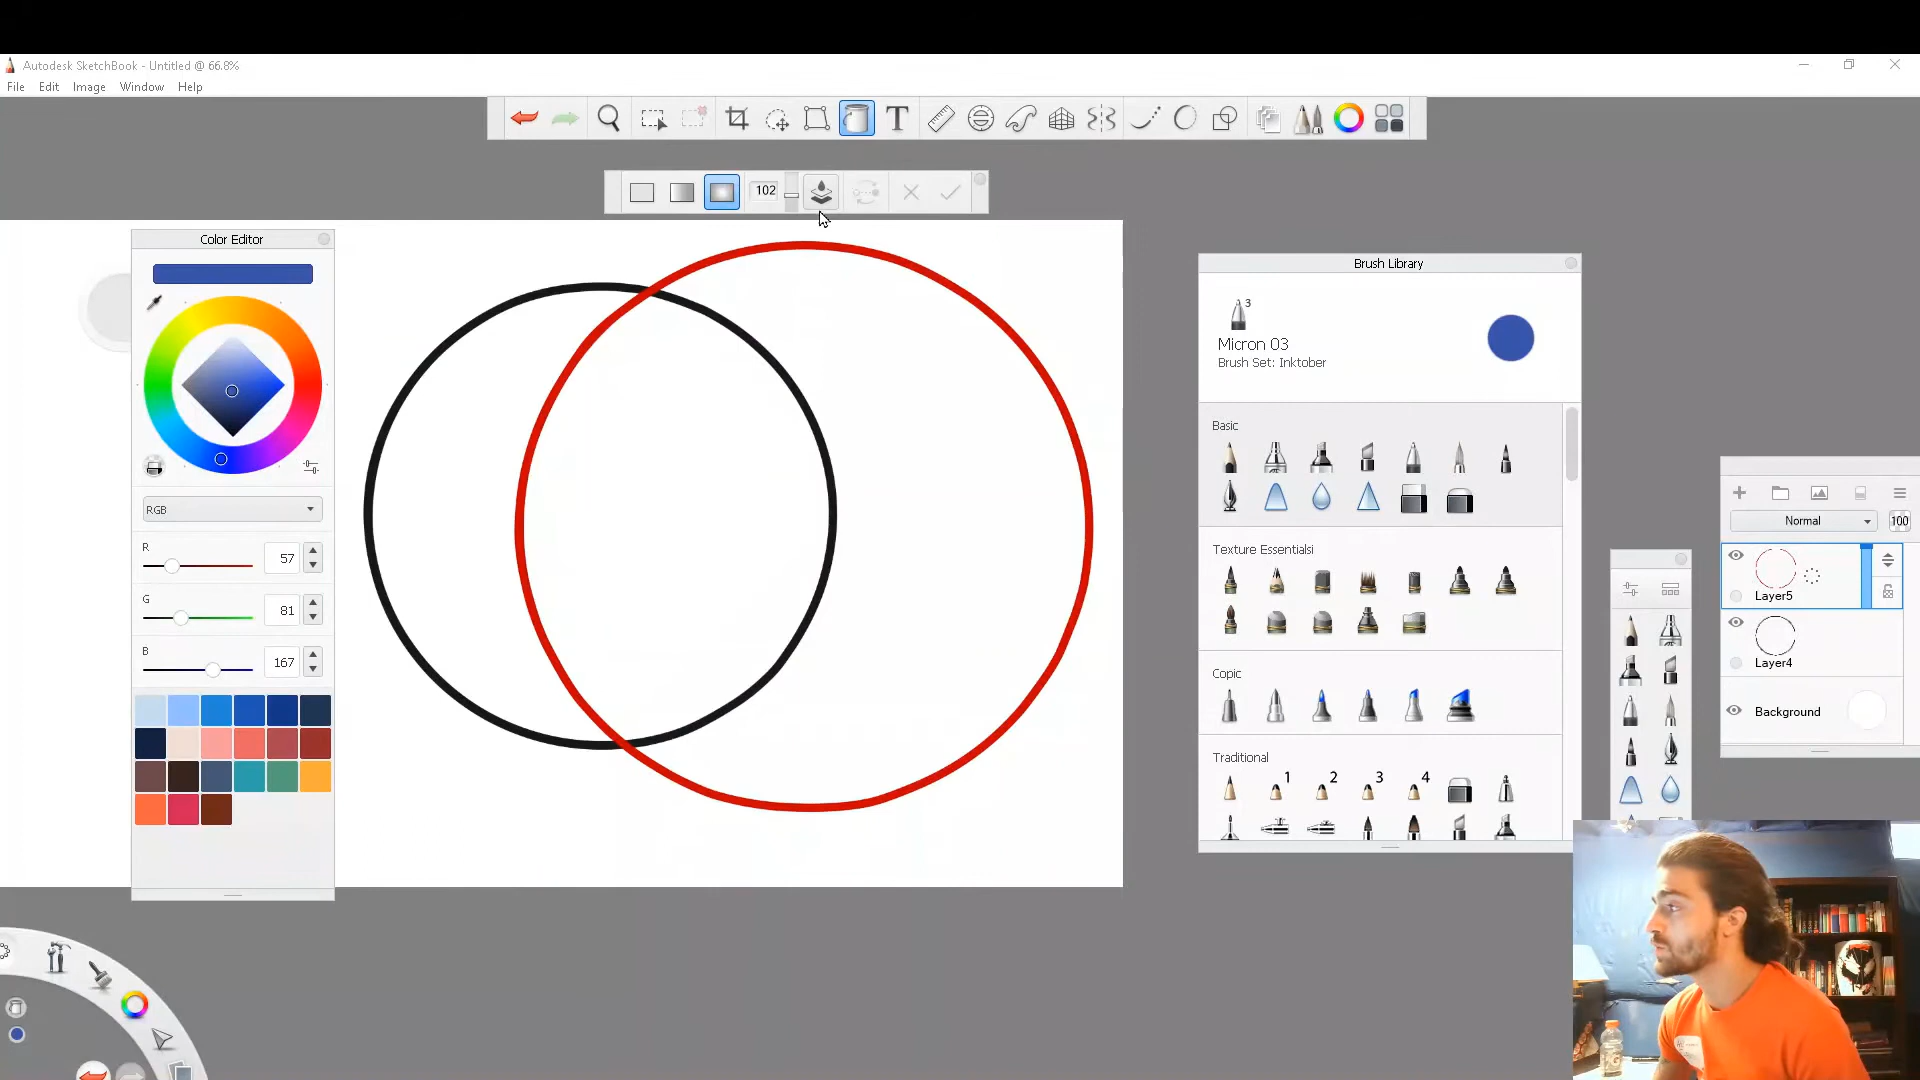 Autodesk SketchBook - Untitled @ 66.8%
File Edit Image Window Help
T
102
Color Editor
RGB
R 57
G 81
B 167
Brush Library
3
Micron 03
Brush Set: Inktober
Basic
Texture Essentialsi
Copic
Traditional
1 2 3 4
Normal 100
Layer5
Layer4
Background